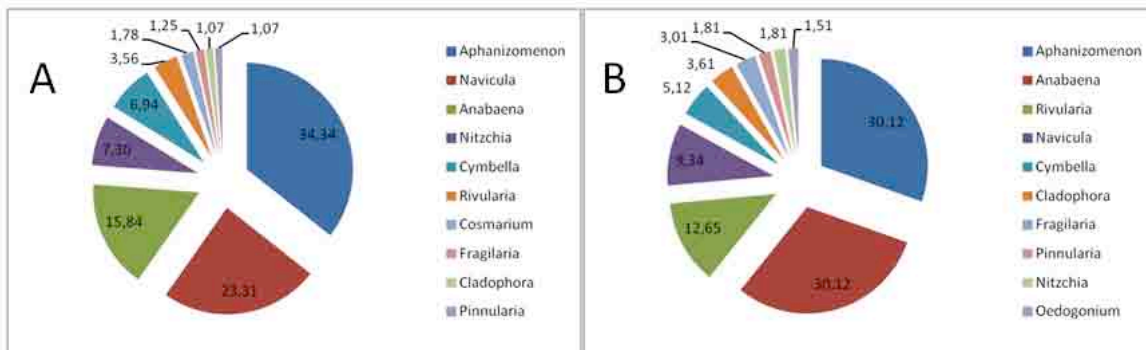 A
1,78
1,25
1,07
1,07
3,56
6,94
7,30
15,84
23,31
34,34
Aphanizomenon
Navicula
Anabaena
Nitzchia
Cymbella
Rivularia
Cosmarium
Fragilaria
Cladophora
Pinnularia
B
3,01
1,81
1,81
1,51
3,61
5,12
9,34
12,65
30,12
30,12
Aphanizomenon
Anabaena
Rivularia
Navicula
Cymbella
Cladophora
Fragilaria
Pinnularia
Nitzchia
Oedogonium